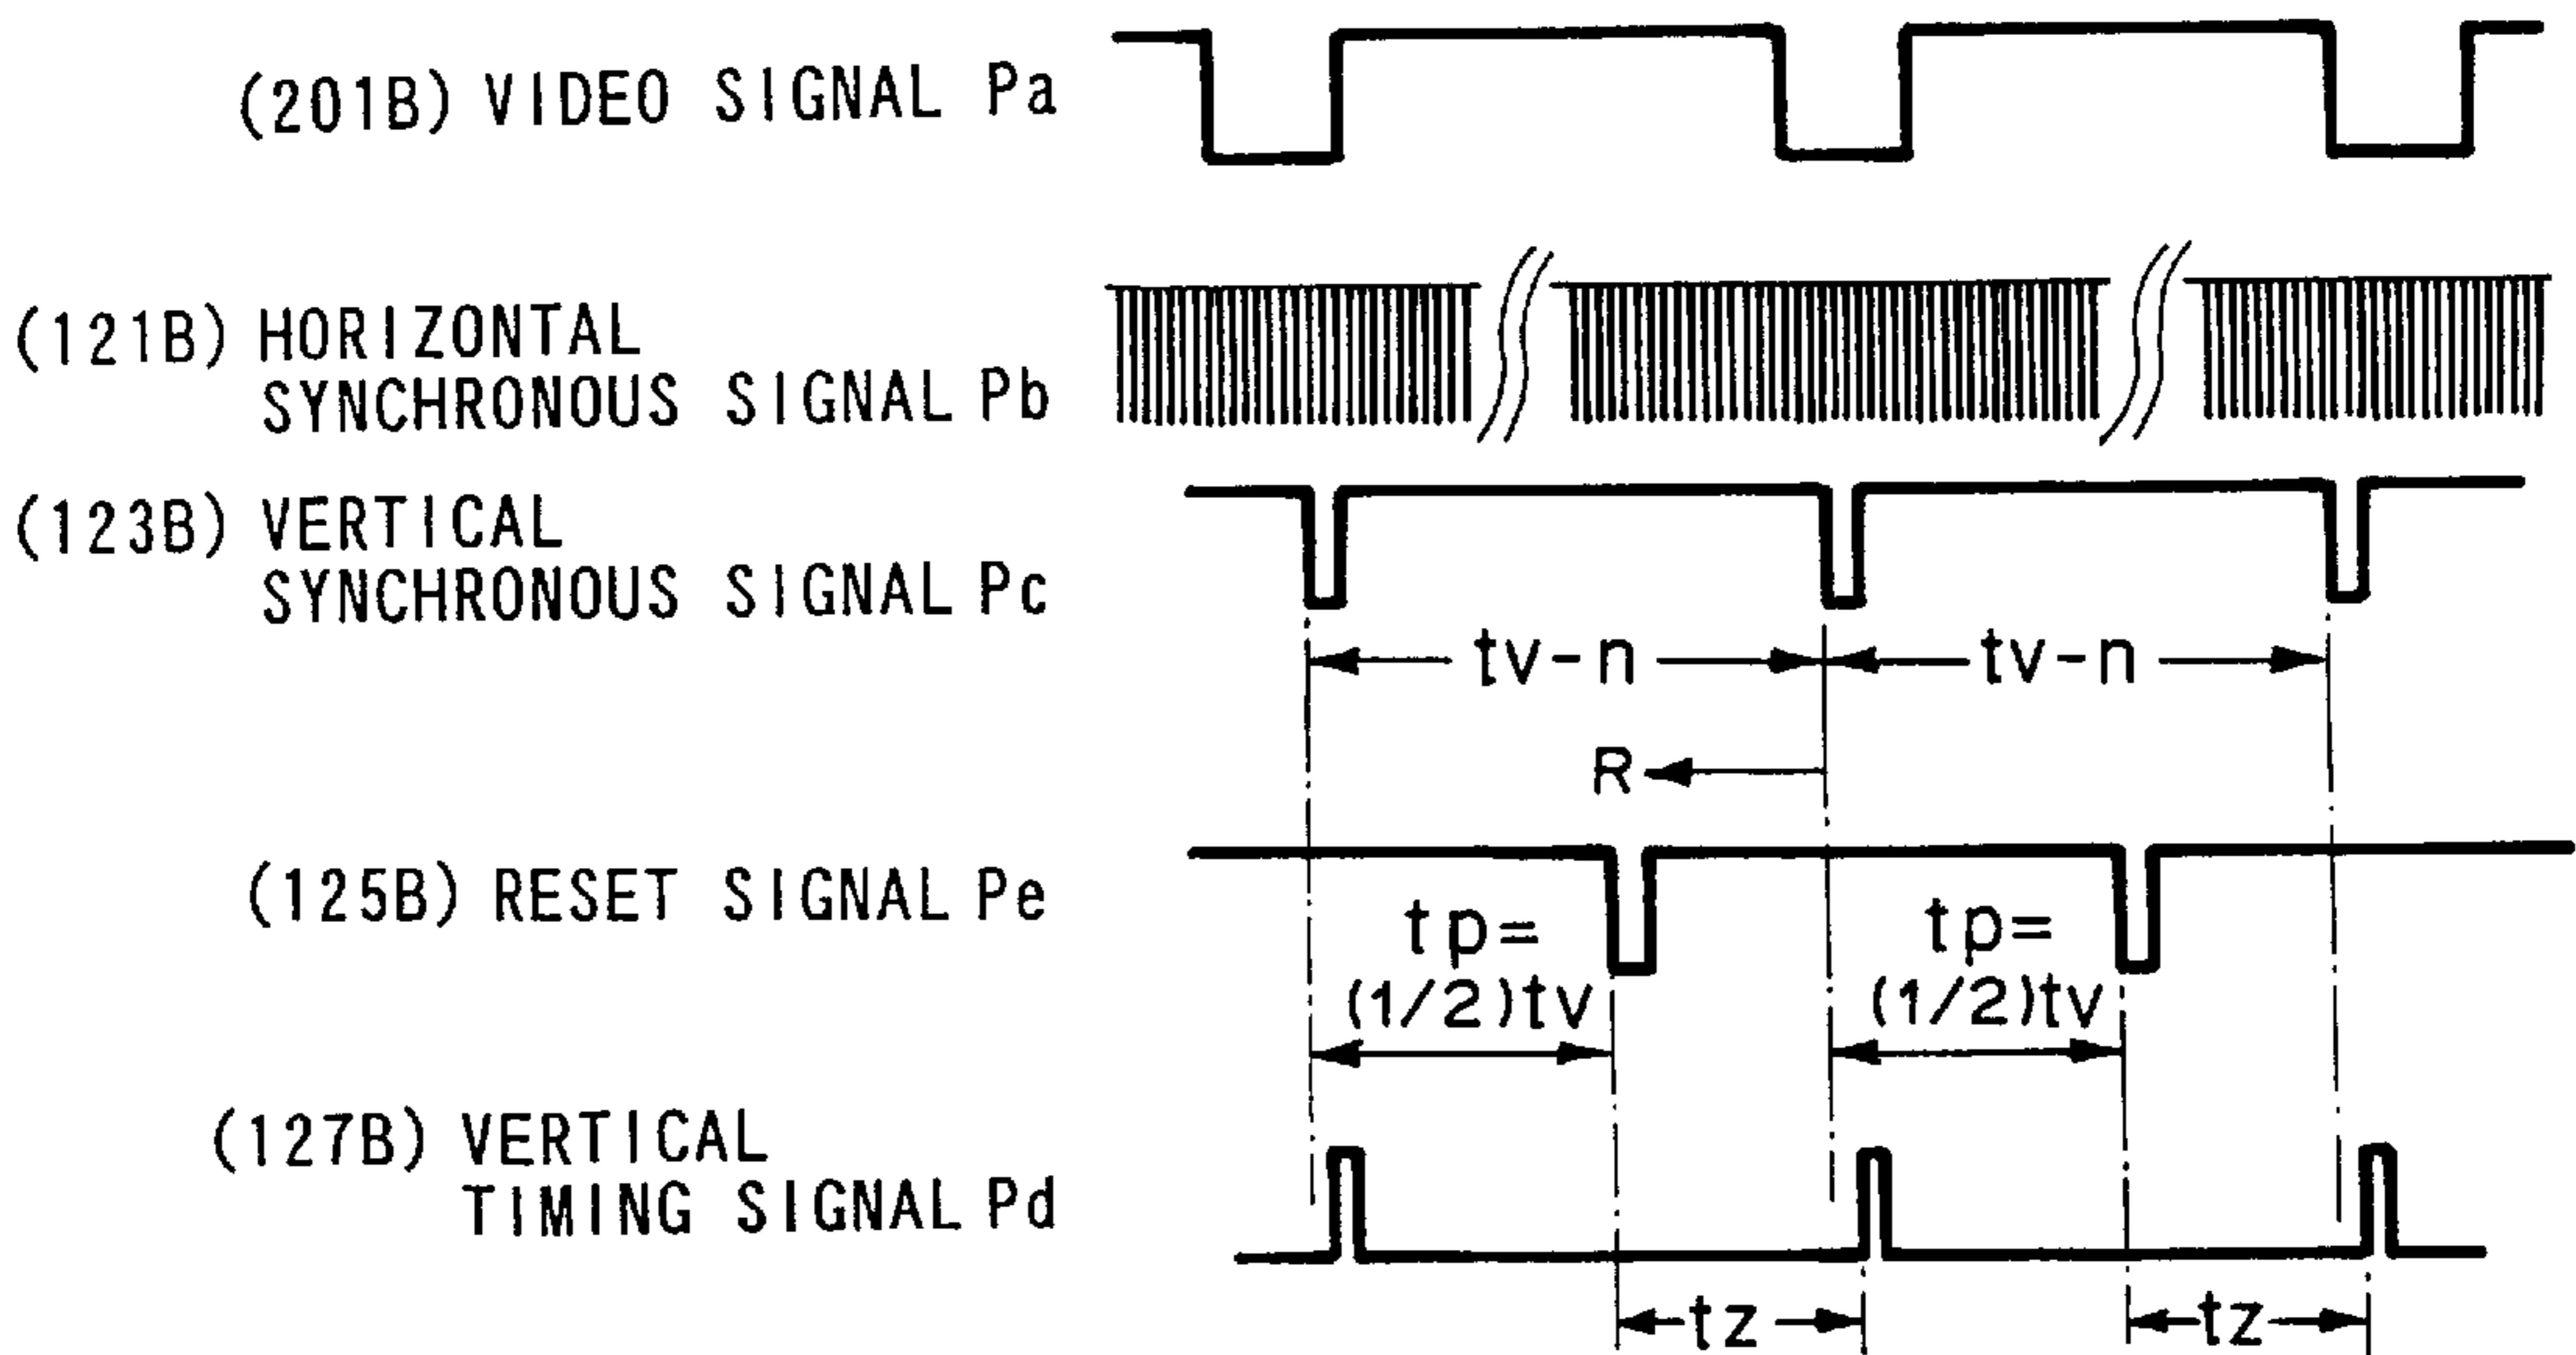 (201B) VIDEO SIGNAL Pa
(121B) HORIZONTAL
SYNCHRONOUS SIGNAL Pb
(123B) VERTICAL
SYNCHRONOUS SIGNAL Pc
tv-n tv-n
R
(125B) RESET SIGNAL Pe
tp= tp=
(1/2)tv (1/2)tv
(127B) VERTICAL
TIMING SIGNAL Pd
tz tz